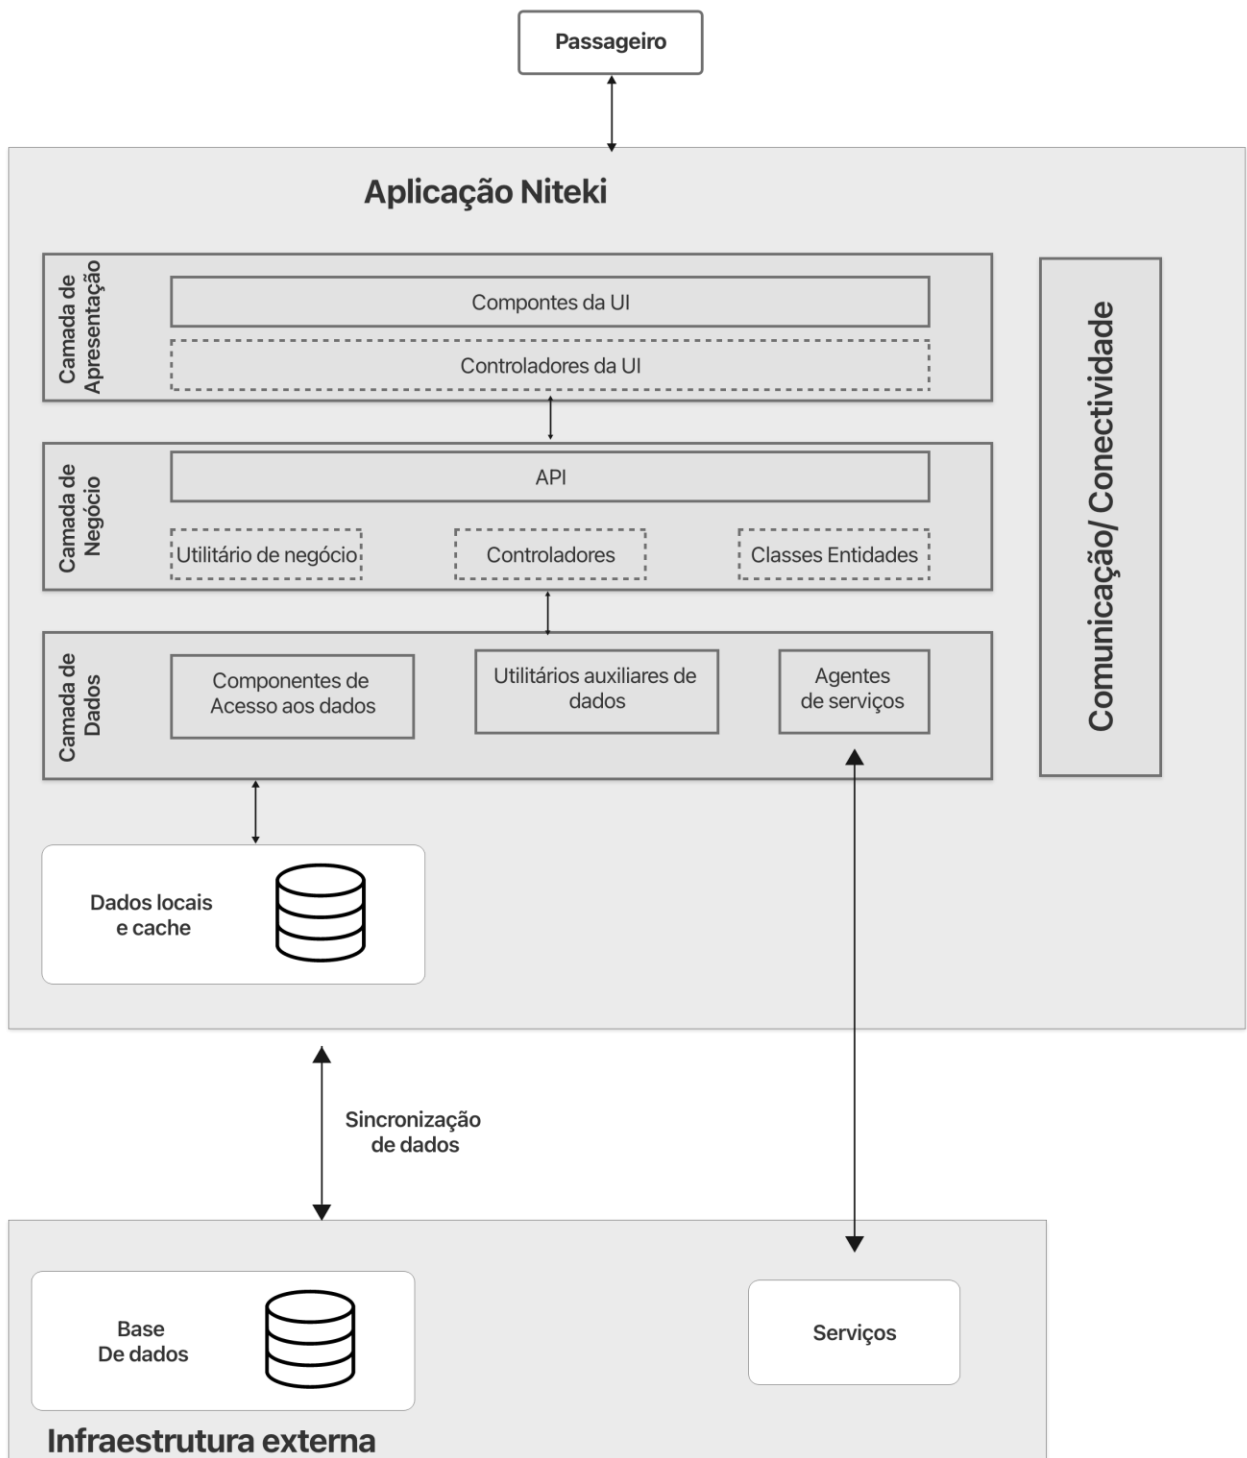 Passageiro
Aplicação Niteki
Camada de
Apresentação
Compontes da UI
Controladores da UI
Camada de
Negócio
API
Utilitário de negócio
Controladores
Classes Entidades
Camada de
Dados
Componentes de
Acesso aos dados
Utilitários auxiliares de
dados
Agentes
de serviços
Comunicação/ Conectividade
Dados locais
e cache
Sincronização
de dados
Base
De dados
Serviços
Infraestrutura externa